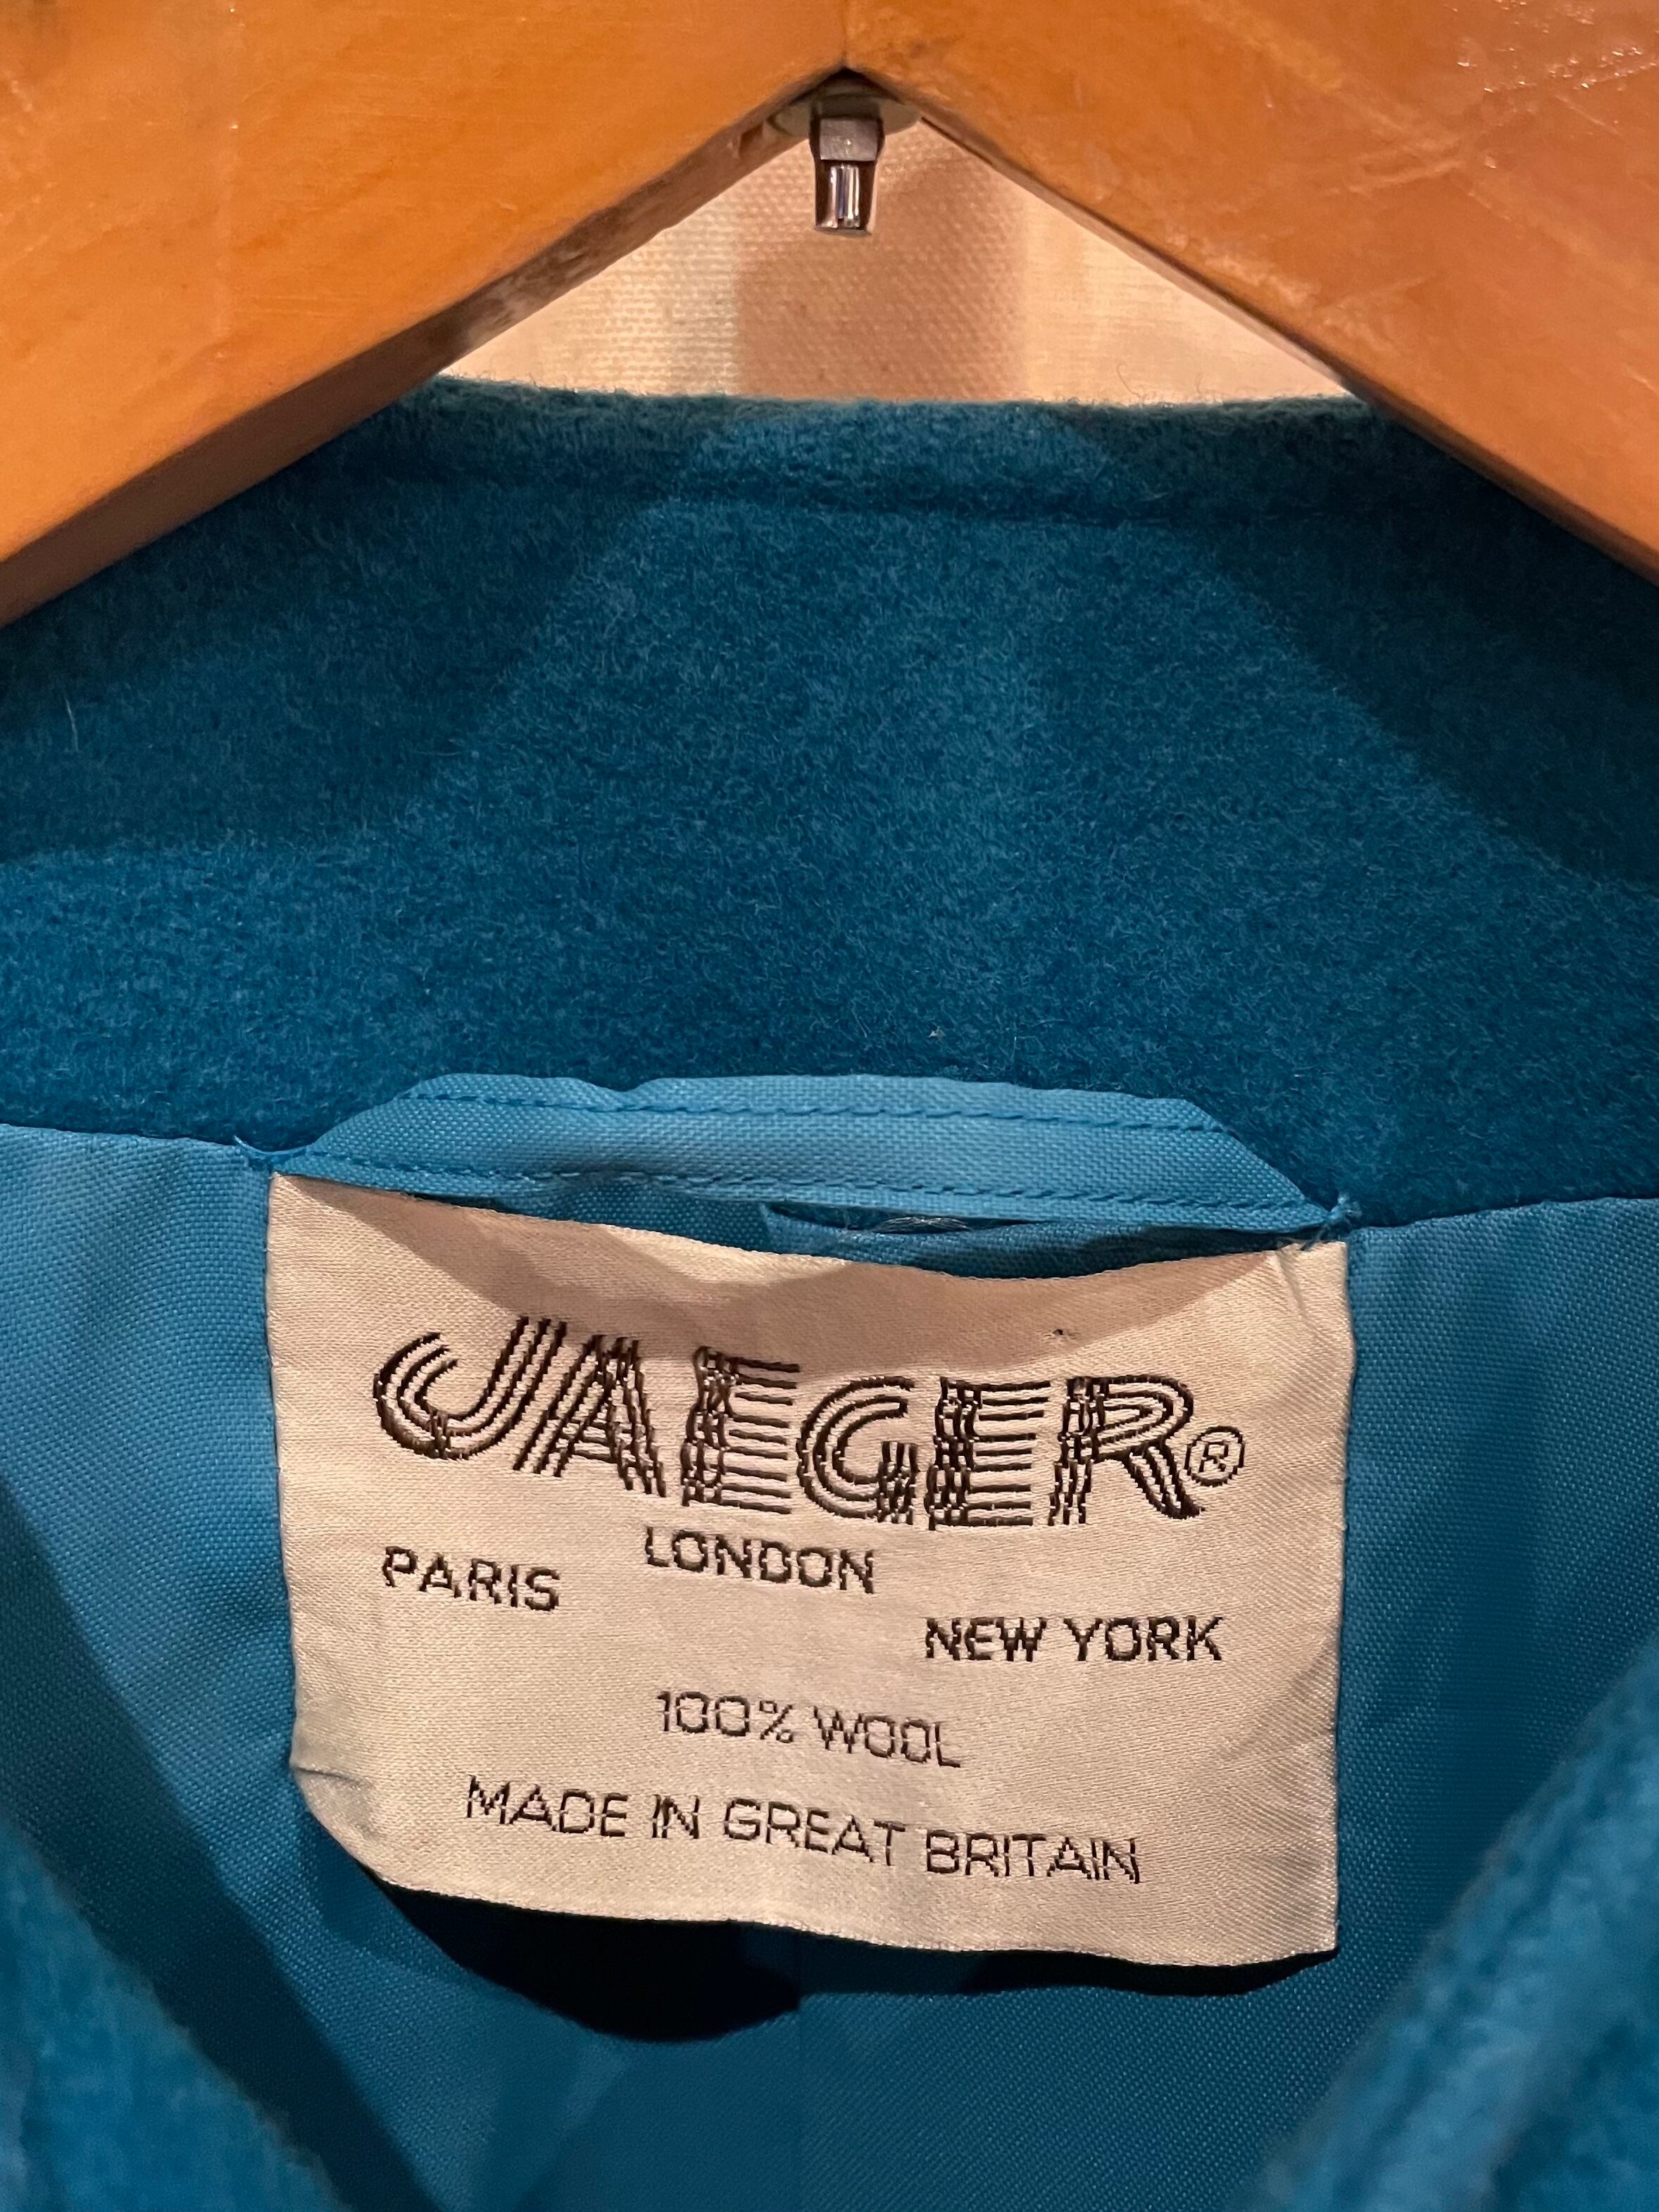 JAEGER®
PARIS LONDON NEW YORK
100% WOOL
MADE IN GREAT BRITAIN